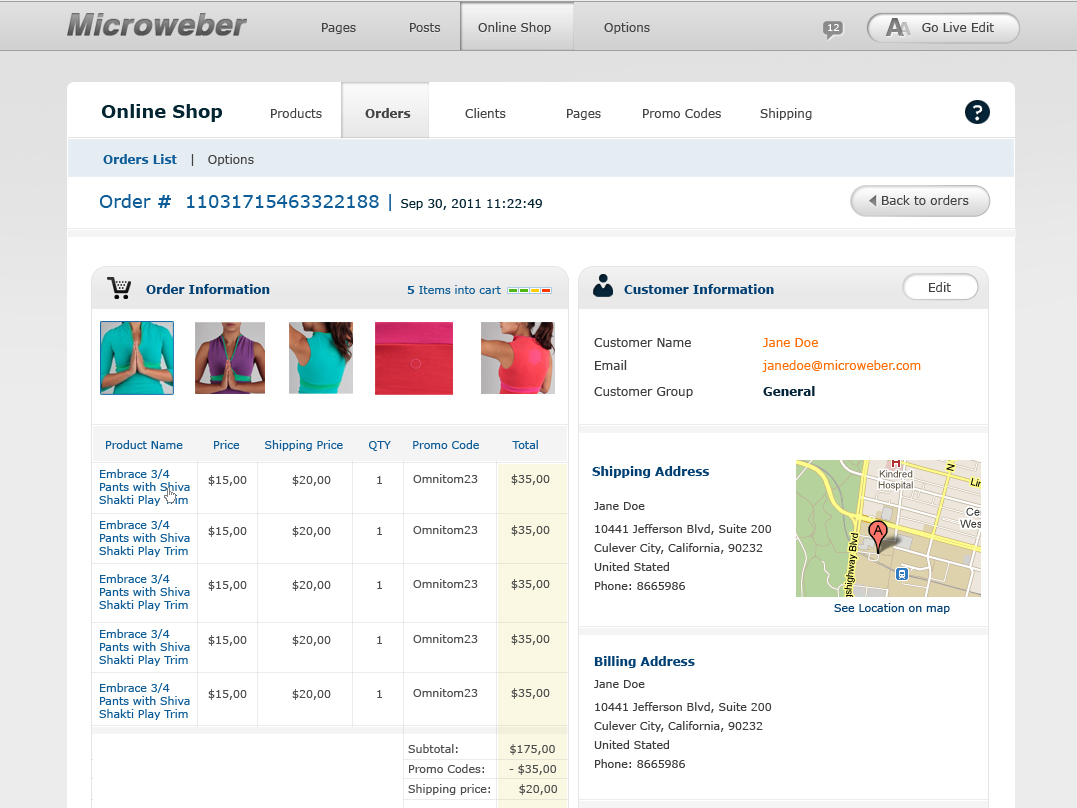 Microweber
Pages
Posts
Online Shop
Options
12
AA
Go Live Edit
Online Shop
Products
Orders
Clients
Pages
Promo Codes
Shipping
?
Orders List | Options
Order # 11031715463322188 | Sep 30, 2011 11:22:49
Back to orders
Order Information
5 Items into cart
Product Name Price Shipping Price QTY Promo Code Total
Embrace 3/4
Pants with Shiva
Shakti Play Trim
$15,00 $20,00 1 Omnitom23 $35,00
Embrace 3/4
Pants with Shiva
Shakti Play Trim
$15,00 $20,00 1 Omnitom23 $35,00
Embrace 3/4
Pants with Shiva
Shakti Play Trim
$15,00 $20,00 1 Omnitom23 $35,00
Embrace 3/4
Pants with Shiva
Shakti Play Trim
$15,00 $20,00 1 Omnitom23 $35,00
Embrace 3/4
Pants with Shiva
Shakti Play Trim
$15,00 $20,00 1 Omnitom23 $35,00
Subtotal: $175,00
Promo Codes: - $35,00
Shipping price: $20,00
Customer Information
Edit
Customer Name Jane Doe
Email janedoe@microweber.com
Customer Group General
Shipping Address
Jane Doe
10441 Jefferson Blvd, Suite 200
Culever City, California, 90232
United Stated
Phone: 8665986
H
Kindred
Hospital
N
Lin
Ce
Wes
A
gshighway Blvd
See Location on map
Billing Address
Jane Doe
10441 Jefferson Blvd, Suite 200
Culever City, California, 90232
United Stated
Phone: 8665986